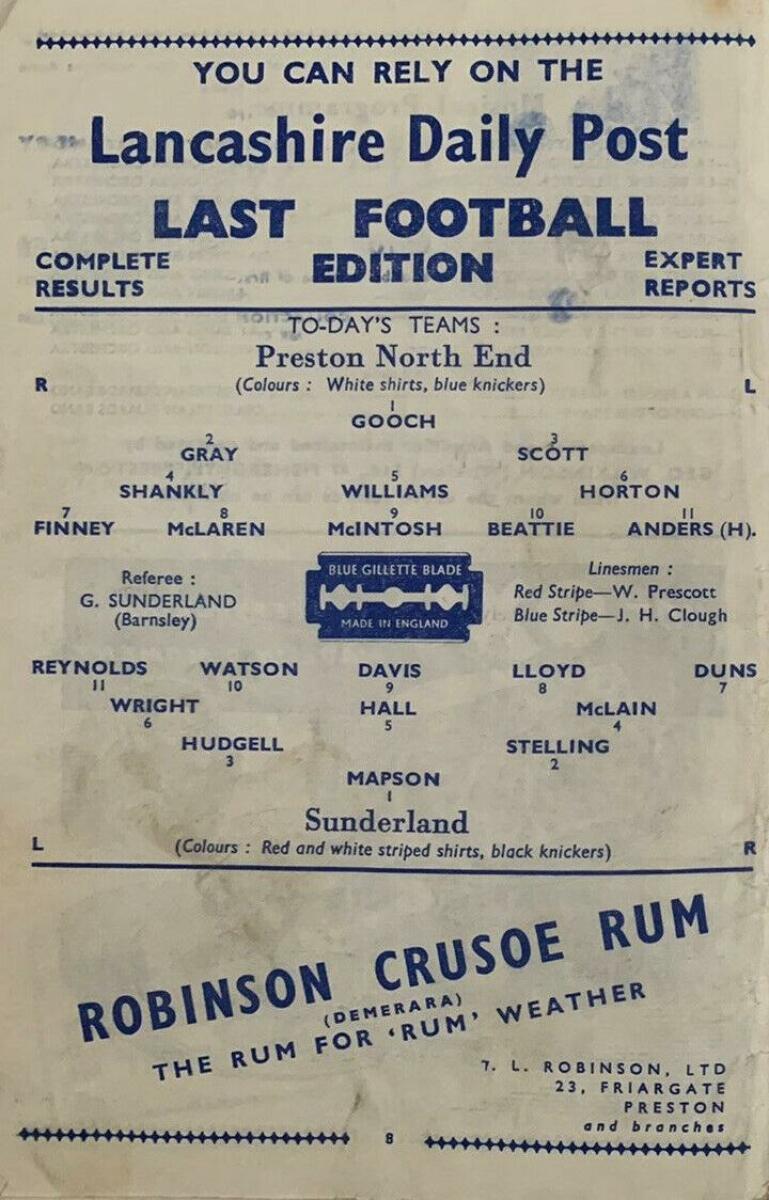 YOU CAN RELY ON THE
Lancashire Daily Post
LAST FOOTBALL
COMPLETE EDITION EXPERT
RESULTS REPORTS
TO-DAY'S TEAMS :
Preston North End
R (Colours : White shirts, blue knickers) L
1
GOOCH
2 3
GRAY SCOTT
4 5 6
SHANKLY WILLIAMS HORTON
7 8 9 10 11
FINNEY McLAREN McINTOSH BEATTIE ANDERS (H).
Referee :
G. SUNDERLAND
(Barnsley)
BLUE GILLETTE BLADE
MADE IN ENGLAND
Linesmen :
Red Stripe—W. Prescott
Blue Stripe—J. H. Clough
REYNOLDS WATSON DAVIS LLOYD DUNS
11 10 9 8 7
WRIGHT HALL McLAIN
6 5 4
HUDGELL STELLING
3 2
MAPSON
1
Sunderland
L (Colours : Red and white striped shirts, black knickers) R
ROBINSON CRUSOE RUM
(DEMERARA)
THE RUM FOR 'RUM' WEATHER
L. ROBINSON, LTD
23, FRIARGATE
PRESTON
and branches
8